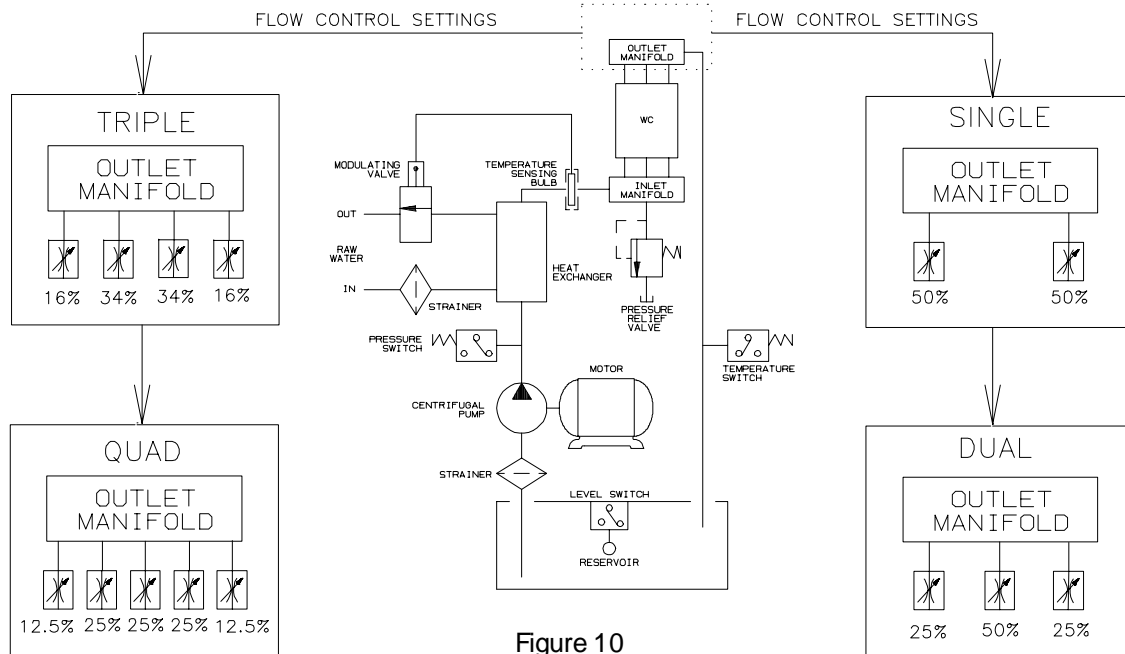 FLOW CONTROL SETTINGS
FLOW CONTROL SETTINGS
TRIPLE
OUTLET
MANIFOLD
16% 34% 34% 16%
QUAD
OUTLET
MANIFOLD
12.5% 25% 25% 25% 12.5%
OUTLET
MANIFOLD
WC
MODULATING
VALVE
TEMPERATURE
SENSING
BULB
INLET
MANIFOLD
OUT
RAW
WATER
IN
STRAINER
HEAT
EXCHANGER
PRESSURE
RELIEF
VALVE
PRESSURE
SWITCH
TEMPERATURE
SWITCH
MOTOR
CENTRIFUGAL
PUMP
STRAINER
LEVEL SWITCH
RESERVOIR
SINGLE
OUTLET
MANIFOLD
50% 50%
DUAL
OUTLET
MANIFOLD
25% 50% 25%
Figure 10